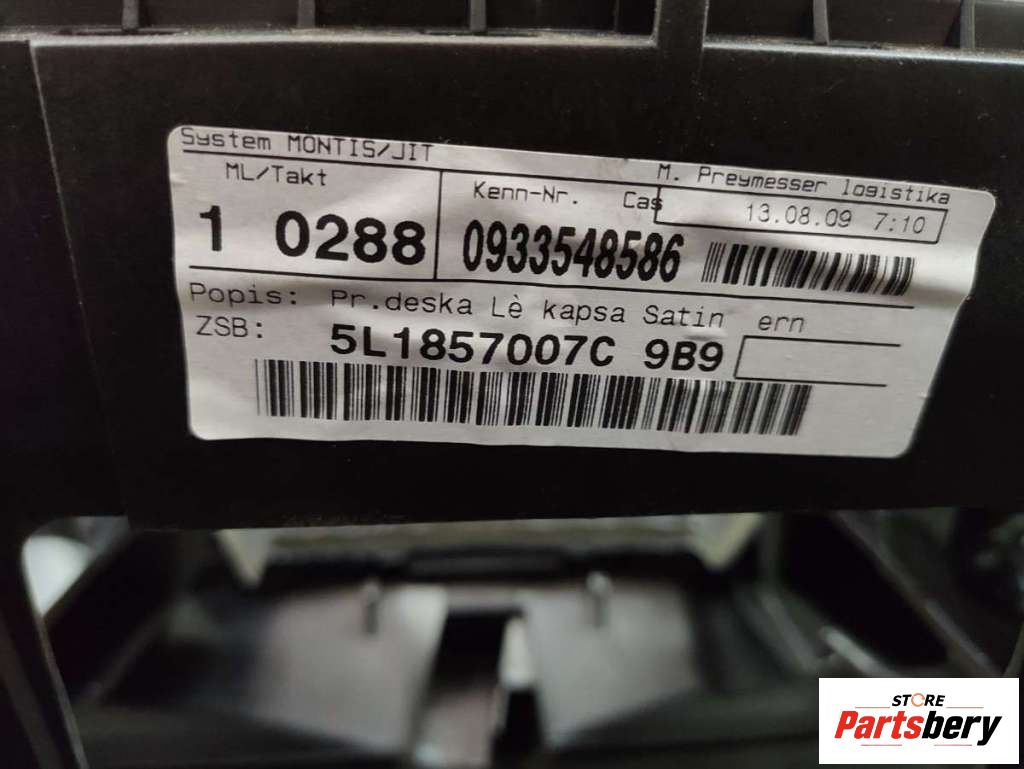 System MONTIS/JIT
M. Preymesser logistika
ML/Takt
Kenn-Nr. Cas
13.08.09 7:10
1 0288
0933548586
Popis: Pr.deska Lè kapsa Satin ern
ZSB: 5L1857007C 9B9
STORE
Partsbery